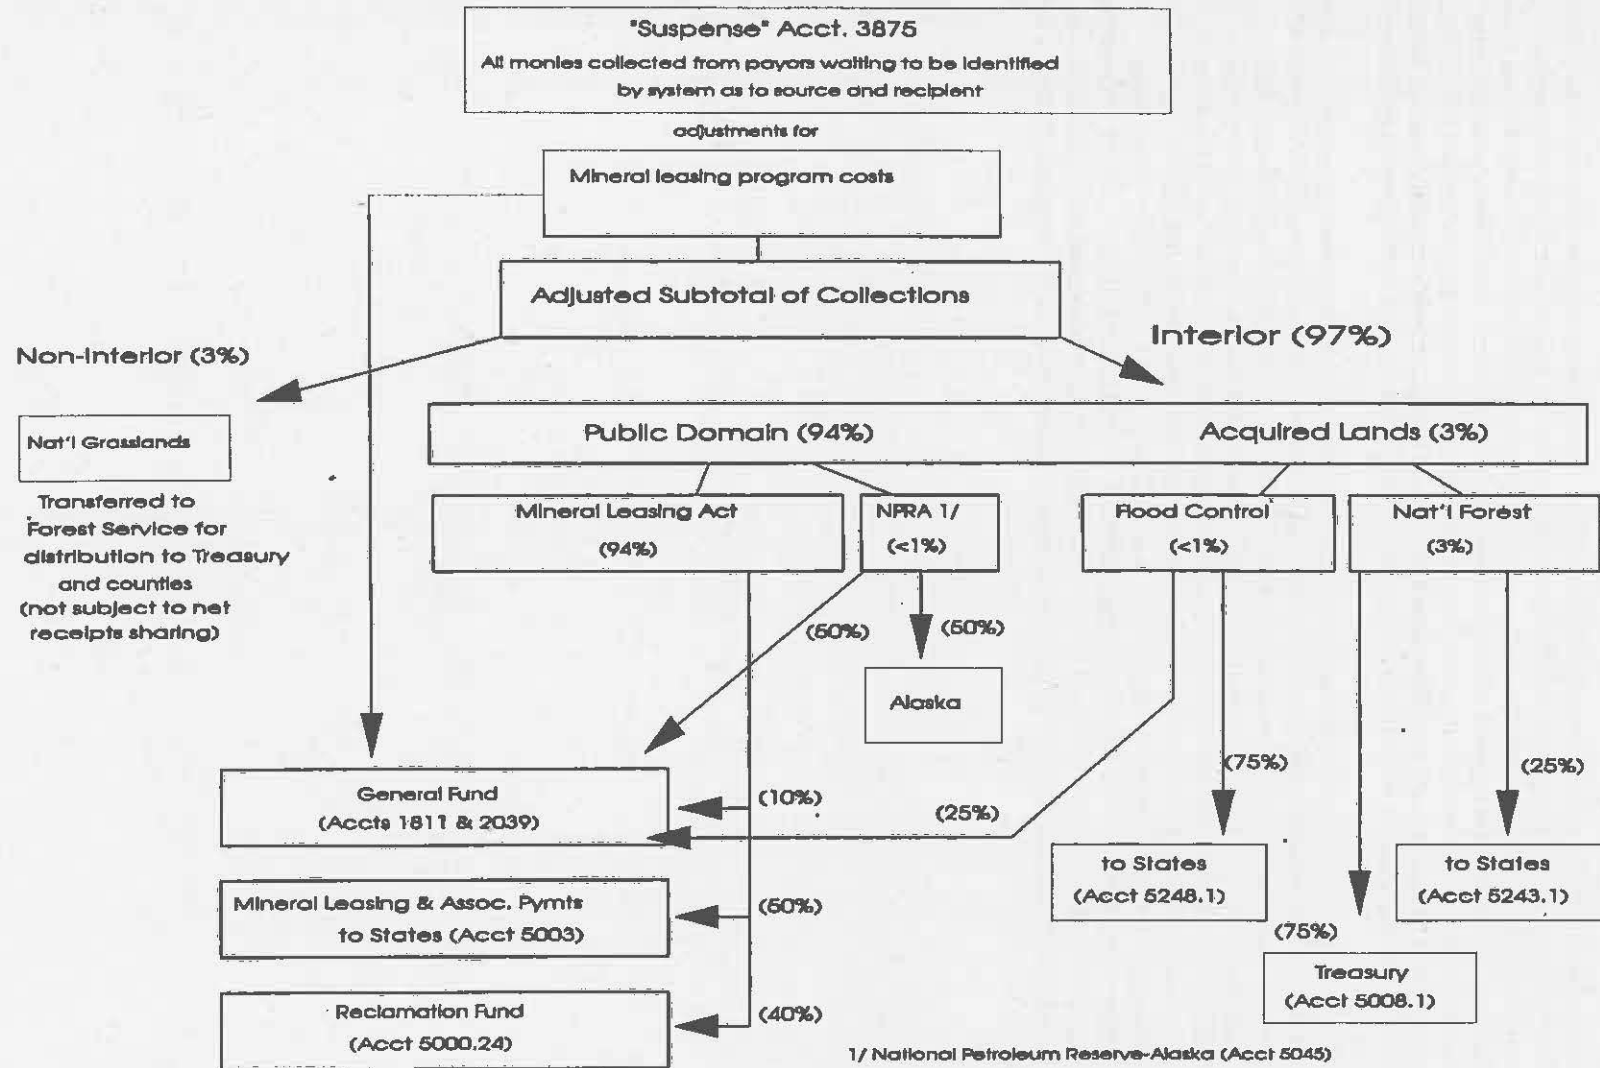 "Suspense" Acct. 3875
All monies collected from payors waiting to be identified
by system as to source and recipient
adjustments for
Mineral leasing program costs
Adjusted Subtotal of Collections
Non-Interior (3%)
Interior (97%)
Nat'l Grasslands
Transferred to
Forest Service for
distribution to Treasury
and counties
(not subject to net
receipts sharing)
Public Domain (94%)
Acquired Lands (3%)
Mineral Leasing Act
(94%)
NPRA 1/
(<1%)
Flood Control
(<1%)
Nat'l Forest
(3%)
(50%)
(50%)
Alaska
General Fund
(Accts 1811 & 2039)
(10%)
(25%)
(75%)
(25%)
Mineral Leasing & Assoc. Pymts
to States (Acct 5003)
(50%)
to States
(Acct 5248.1)
to States
(Acct 5243.1)
(75%)
Treasury
(Acct 5008.1)
Reclamation Fund
(Acct 5000.24)
(40%)
1/ National Petroleum Reserve-Alaska (Acct 5045)